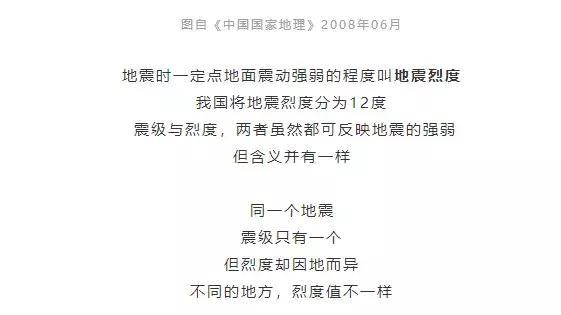 图自《中国国家地理》2008年06月
地震时一定点地面震动强弱的程度叫地震烈度
我国将地震烈度分为12度
震级与烈度，两者虽然都可反映地震的强弱
但含义并有一样
同一个地震
震级只有一个
但烈度却因地而异
不同的地方，烈度值不一样